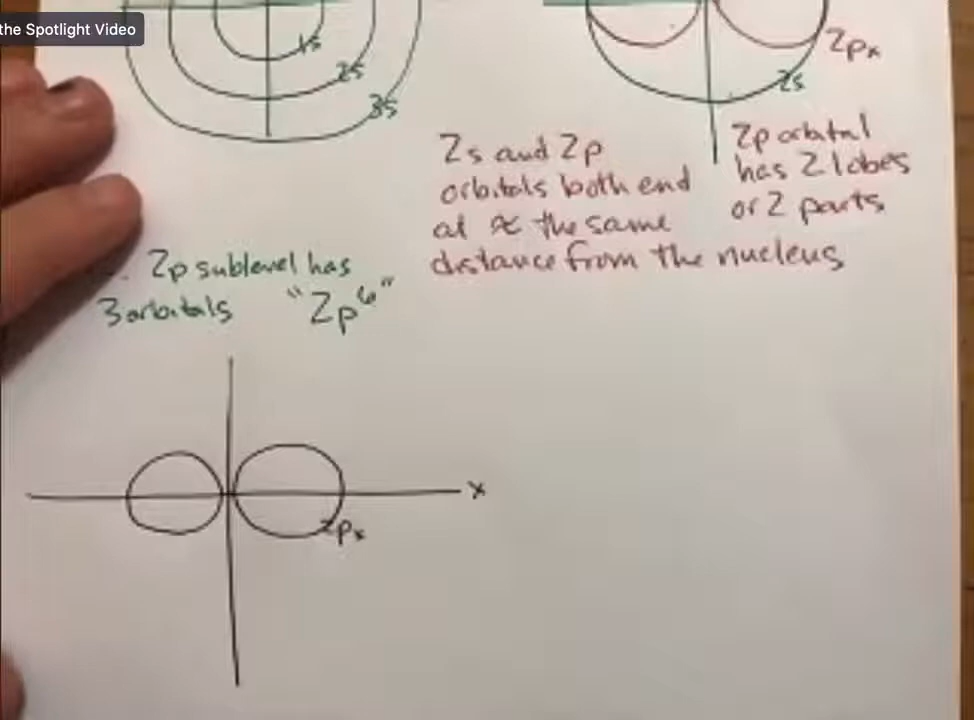 the Spotlight Video
1s
2s
3s
2px
2s
2s and 2p
orbitals both end
at ≈ the same
distance from the nucleus
2p orbital
has 2 lobes
or 2 parts
2p sublevel has
3 orbitals "2p⁶"
x
2px